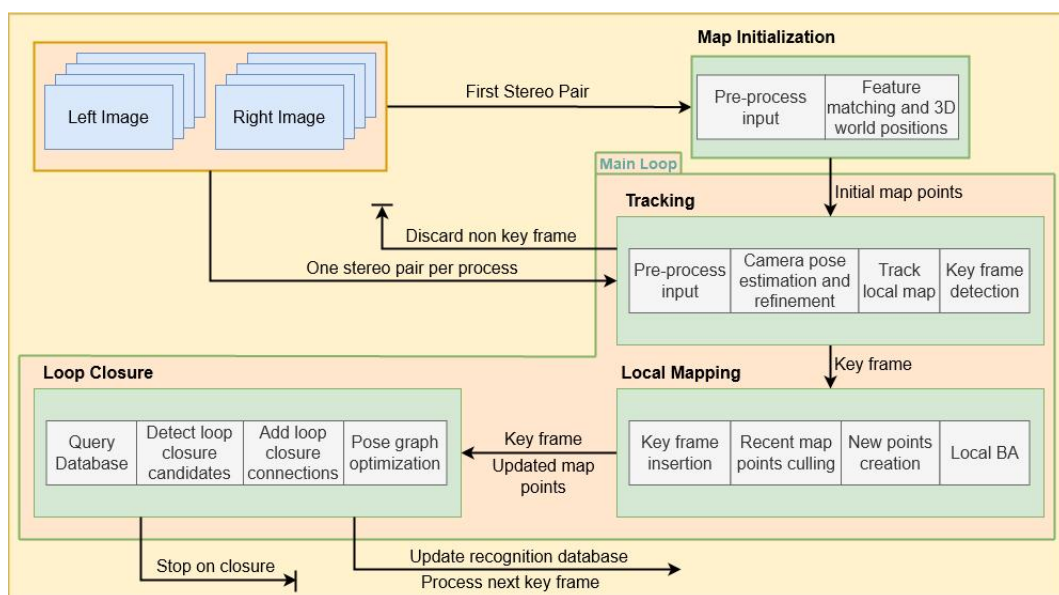 Map Initialization
Left Image
Right Image
First Stereo Pair
Pre-process
input
Feature
matching and 3D
world positions
Main Loop
Initial map points
Tracking
Discard non key frame
One stereo pair per process
Pre-process
input
Camera pose
estimation and
refinement
Track
local map
Key frame
detection
Key frame
Loop Closure
Local Mapping
Query
Database
Detect loop
closure
candidates
Add loop
closure
connections
Pose graph
optimization
Key frame
Updated map
points
Key frame
insertion
Recent map
points culling
New points
creation
Local BA
Stop on closure
Update recognition database
Process next key frame